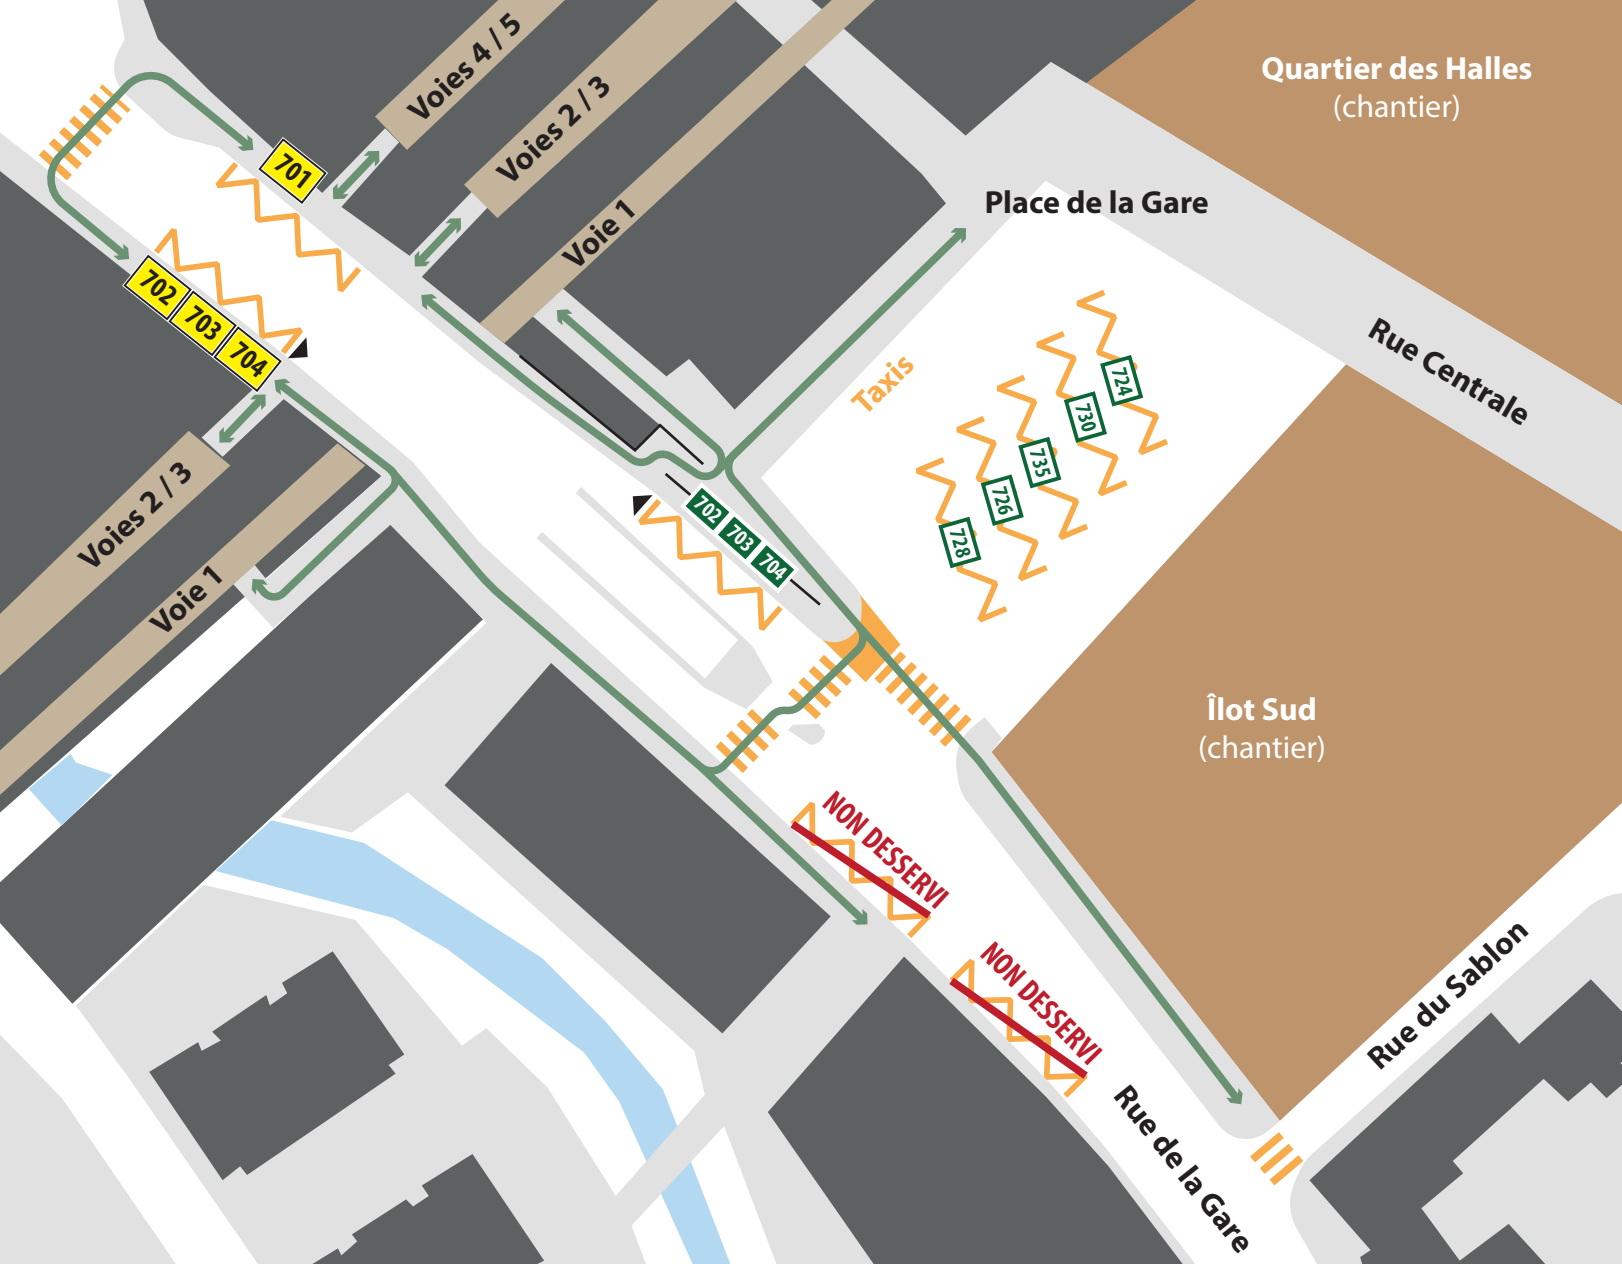 Voies 4 / 5
Voies 2 / 3
Voie 1
Quartier des Halles
(chantier)
Place de la Gare
Rue Centrale
701
702
703
704
Taxis
724
730
735
726
728
702
703
704
Voies 2 / 3
Voie 1
Îlot Sud
(chantier)
NON DESSERVI
NON DESSERVI
Rue du Sablon
Rue de la Gare